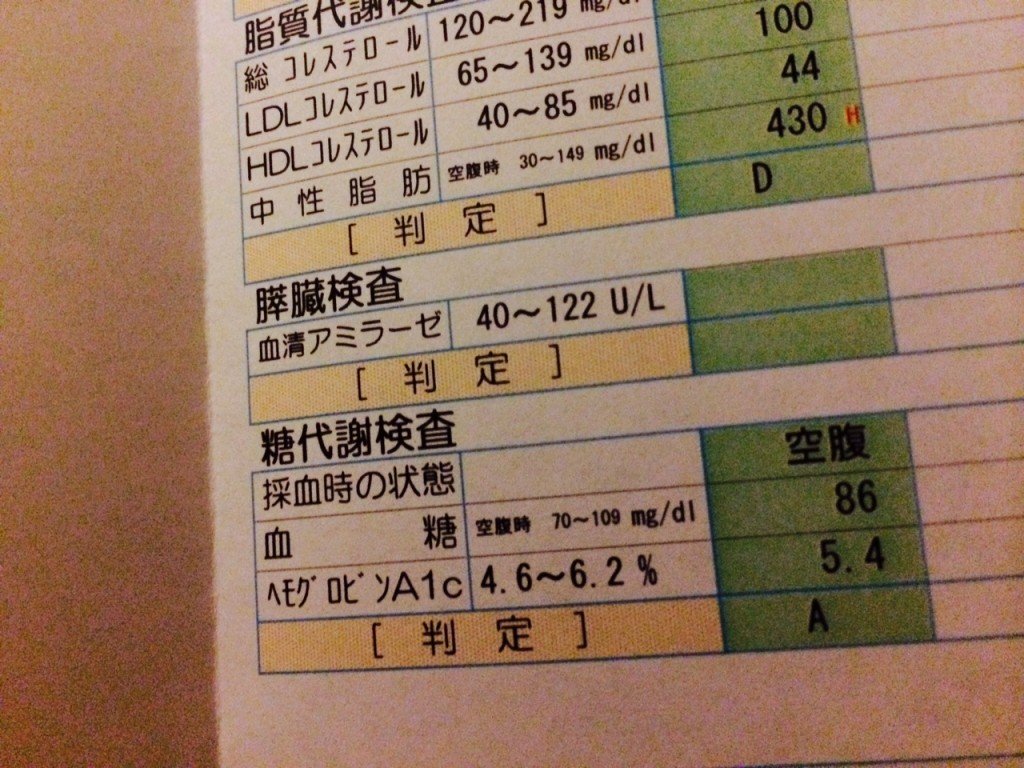 脂質代謝検査
総コレステロール 120～219 mg/dl
LDLコレステロール 65～139 mg/dl 100
HDLコレステロール 40～85 mg/dl 44
中性脂肪 空腹時 30～149 mg/dl 430 H
[ 判 定 ] D
膵臓検査
血清アミラーゼ 40～122 U/L
[ 判 定 ]
糖代謝検査
採血時の状態 空腹
血糖 空腹時 70～109 mg/dl 86
ﾍﾓｸﾞﾛﾋﾞﾝA1c 4.6～6.2 % 5.4
[ 判 定 ] A